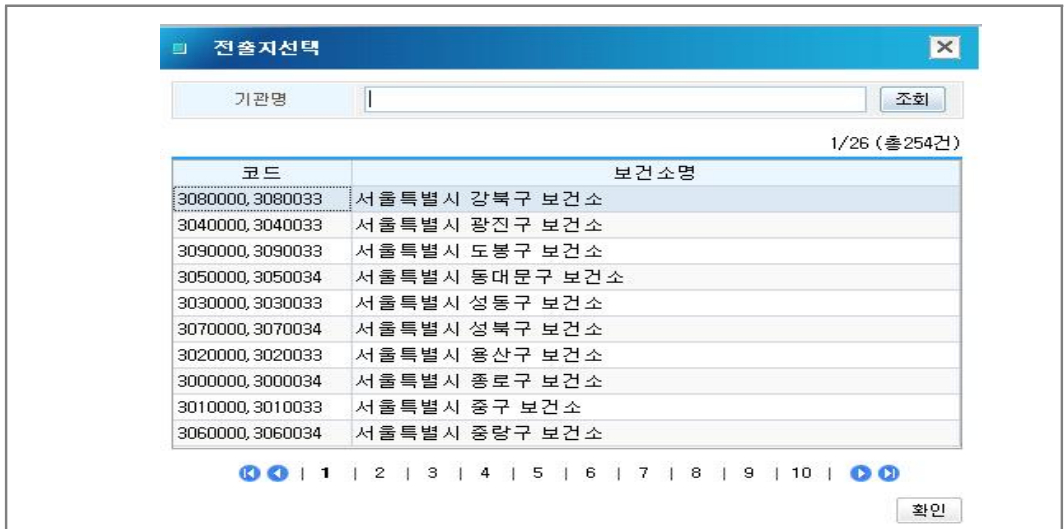 전출지선택
기관명 조회
1/26 (총254건)
코드 보건소명
3080000,3080033 서울특별시 강북구 보건소
3040000,3040033 서울특별시 광진구 보건소
3090000,3090033 서울특별시 도봉구 보건소
3050000,3050034 서울특별시 동대문구 보건소
3030000,3030033 서울특별시 성동구 보건소
3070000,3070034 서울특별시 성북구 보건소
3020000,3020033 서울특별시 용산구 보건소
3000000,3000034 서울특별시 종로구 보건소
3010000,3010033 서울특별시 중구 보건소
3060000,3060034 서울특별시 중랑구 보건소
| 1 | 2 | 3 | 4 | 5 | 6 | 7 | 8 | 9 | 10 |
확인